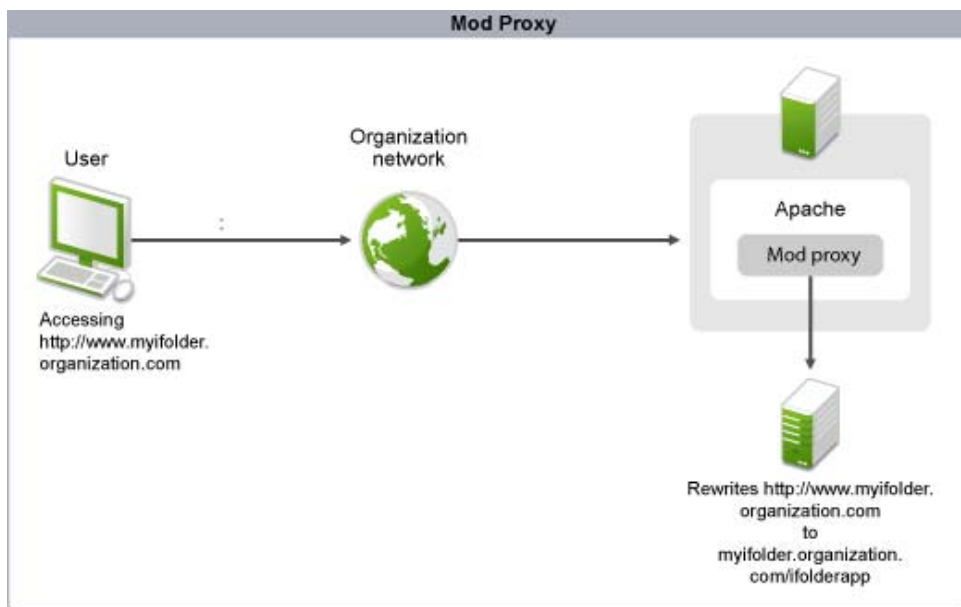 Mod Proxy
User
Organization
network
:
Accessing
http://www.myifolder.
organization.com
Apache
Mod proxy
Rewrites http://www.myifolder.
organization.com
to
myifolder.organization.
com/ifolderapp